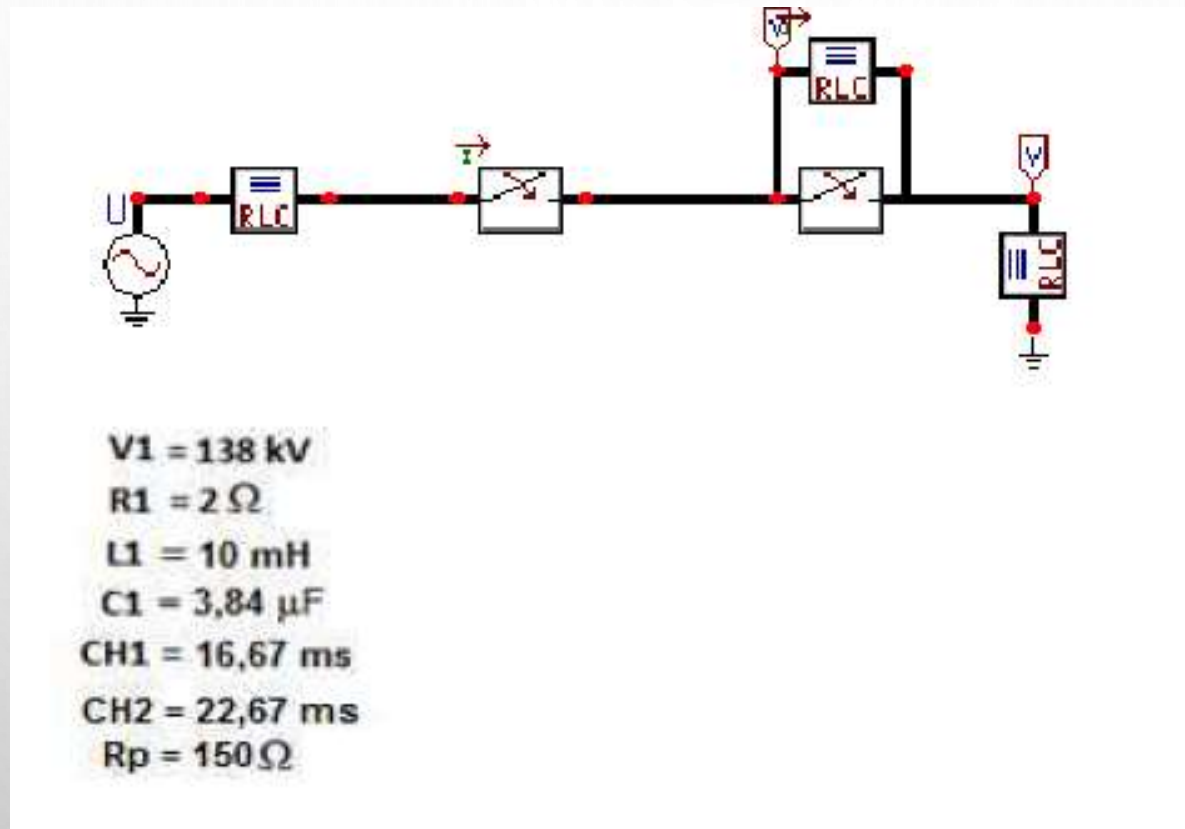 V
RLC
V
I
U
RLC
RLC
V1 = 138 kV
R1 = 2 Ω
L1 = 10 mH
C1 = 3,84 μF
CH1 = 16,67 ms
CH2 = 22,67 ms
Rp = 150Ω